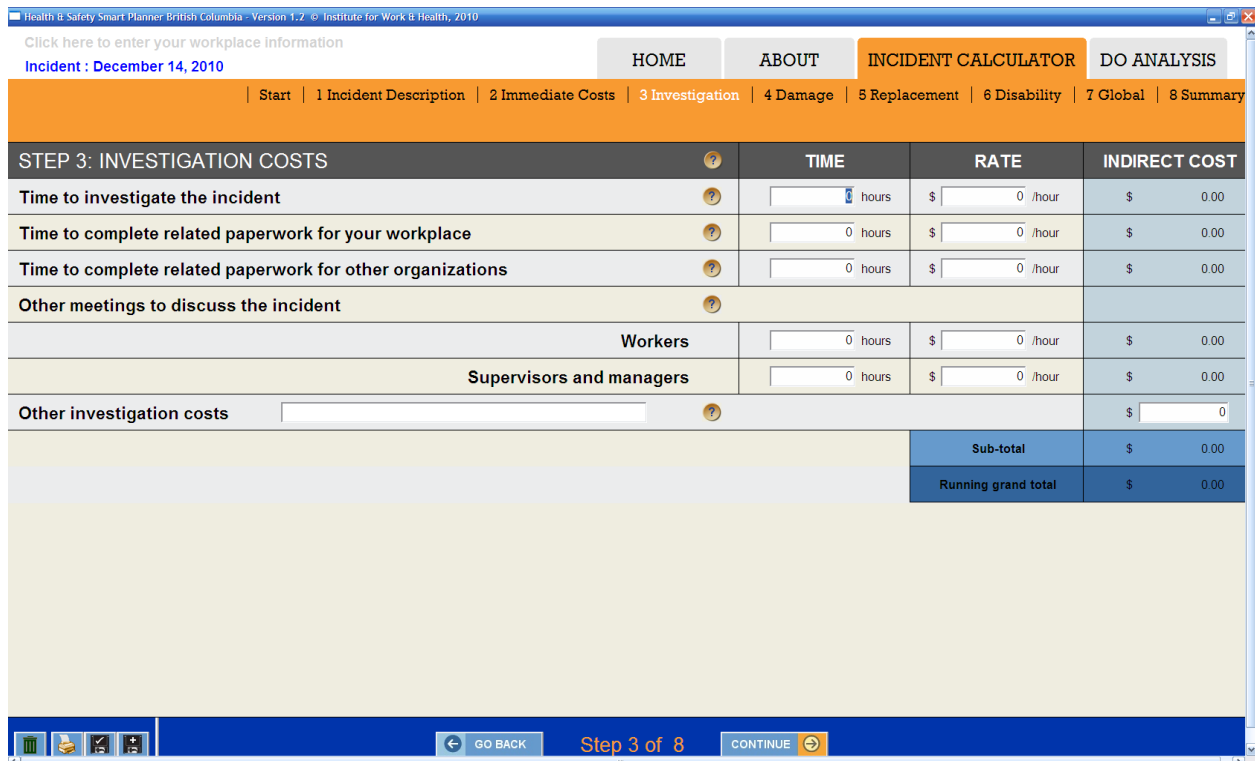 Health & Safety Smart Planner British Columbia - Version 1.2 © Institute for Work & Health, 2010
Click here to enter your workplace information
Incident : December 14, 2010
HOME ABOUT INCIDENT CALCULATOR DO ANALYSIS
| Start | 1 Incident Description | 2 Immediate Costs | 3 Investigation | 4 Damage | 5 Replacement | 6 Disability | 7 Global | 8 Summary
STEP 3: INVESTIGATION COSTS ? TIME RATE INDIRECT COST
Time to investigate the incident ? 0 hours $ 0 /hour $ 0.00
Time to complete related paperwork for your workplace ? 0 hours $ 0 /hour $ 0.00
Time to complete related paperwork for other organizations ? 0 hours $ 0 /hour $ 0.00
Other meetings to discuss the incident ?
Workers 0 hours $ 0 /hour $ 0.00
Supervisors and managers 0 hours $ 0 /hour $ 0.00
Other investigation costs ? $ 0
Sub-total $ 0.00
Running grand total $ 0.00
GO BACK Step 3 of 8 CONTINUE